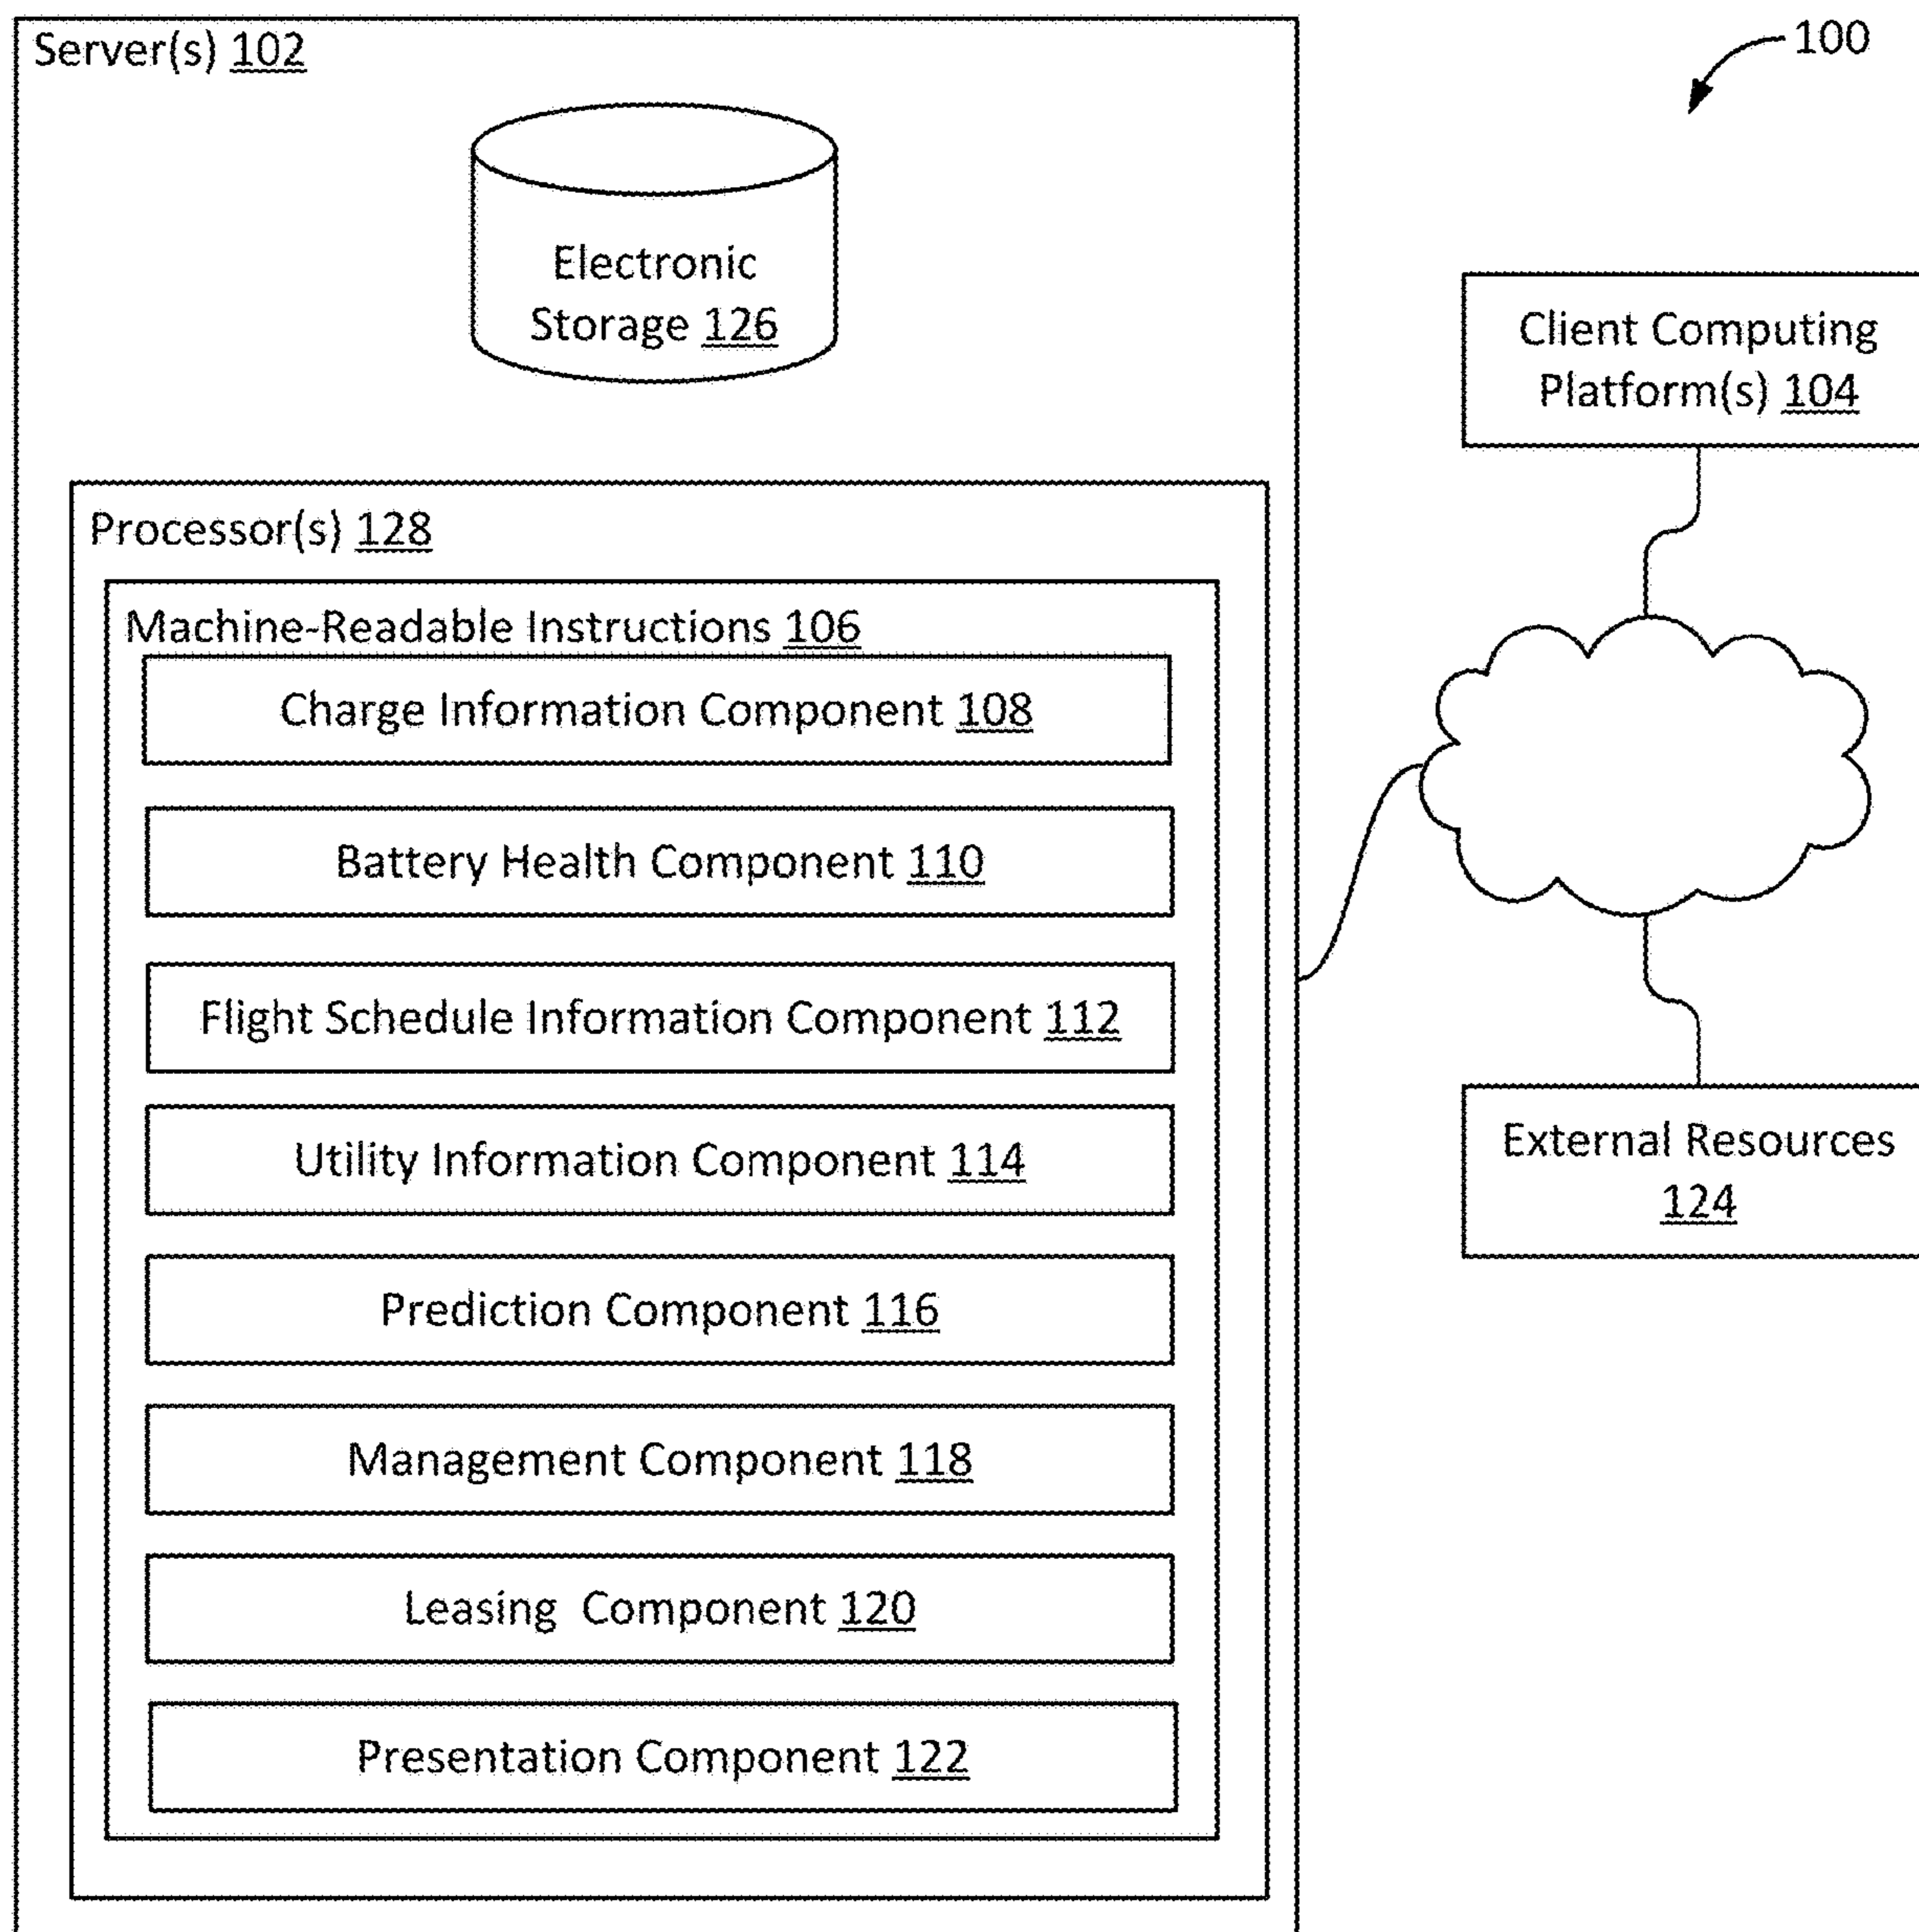 Server(s) 102
100
Electronic
Storage 126
Client Computing
Platform(s) 104
Processor(s) 128
Machine-Readable Instructions 106
Charge Information Component 108
Battery Health Component 110
Flight Schedule Information Component 112
Utility Information Component 114
Prediction Component 116
Management Component 118
Leasing Component 120
Presentation Component 122
External Resources
124